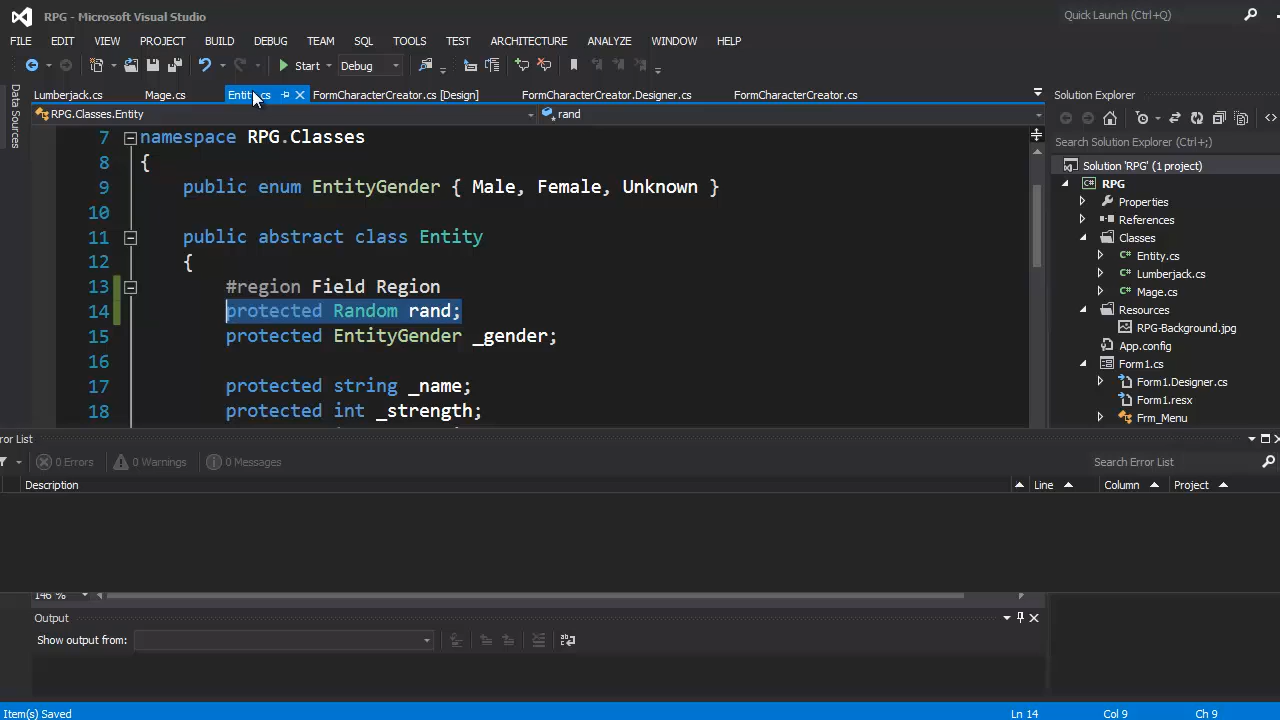 RPG - Microsoft Visual Studio
Quick Launch (Ctrl+Q)
FILE EDIT VIEW PROJECT BUILD DEBUG TEAM SQL TOOLS TEST ARCHITECTURE ANALYZE WINDOW HELP
Start Debug
Data Sources
Lumberjack.cs Mage.cs Entity.cs FormCharacterCreator.cs [Design] FormCharacterCreator.Designer.cs FormCharacterCreator.cs
RPG.Classes.Entity rand
7 namespace RPG.Classes
8 {
9 public enum EntityGender { Male, Female, Unknown }
10
11 public abstract class Entity
12 {
13 #region Field Region
14 protected Random rand;
15 protected EntityGender _gender;
16
17 protected string _name;
18 protected int _strength;
Solution Explorer
Search Solution Explorer (Ctrl+;)
Solution 'RPG' (1 project)
RPG
Properties
References
Classes
Entity.cs
Lumberjack.cs
Mage.cs
Resources
RPG-Background.jpg
App.config
Form1.cs
Form1.Designer.cs
Form1.resx
Frm_Menu
ror List
0 Errors 0 Warnings 0 Messages
Search Error List
Description Line Column Project
146 %
Output
Show output from:
Item(s) Saved
Ln 14 Col 9 Ch 9